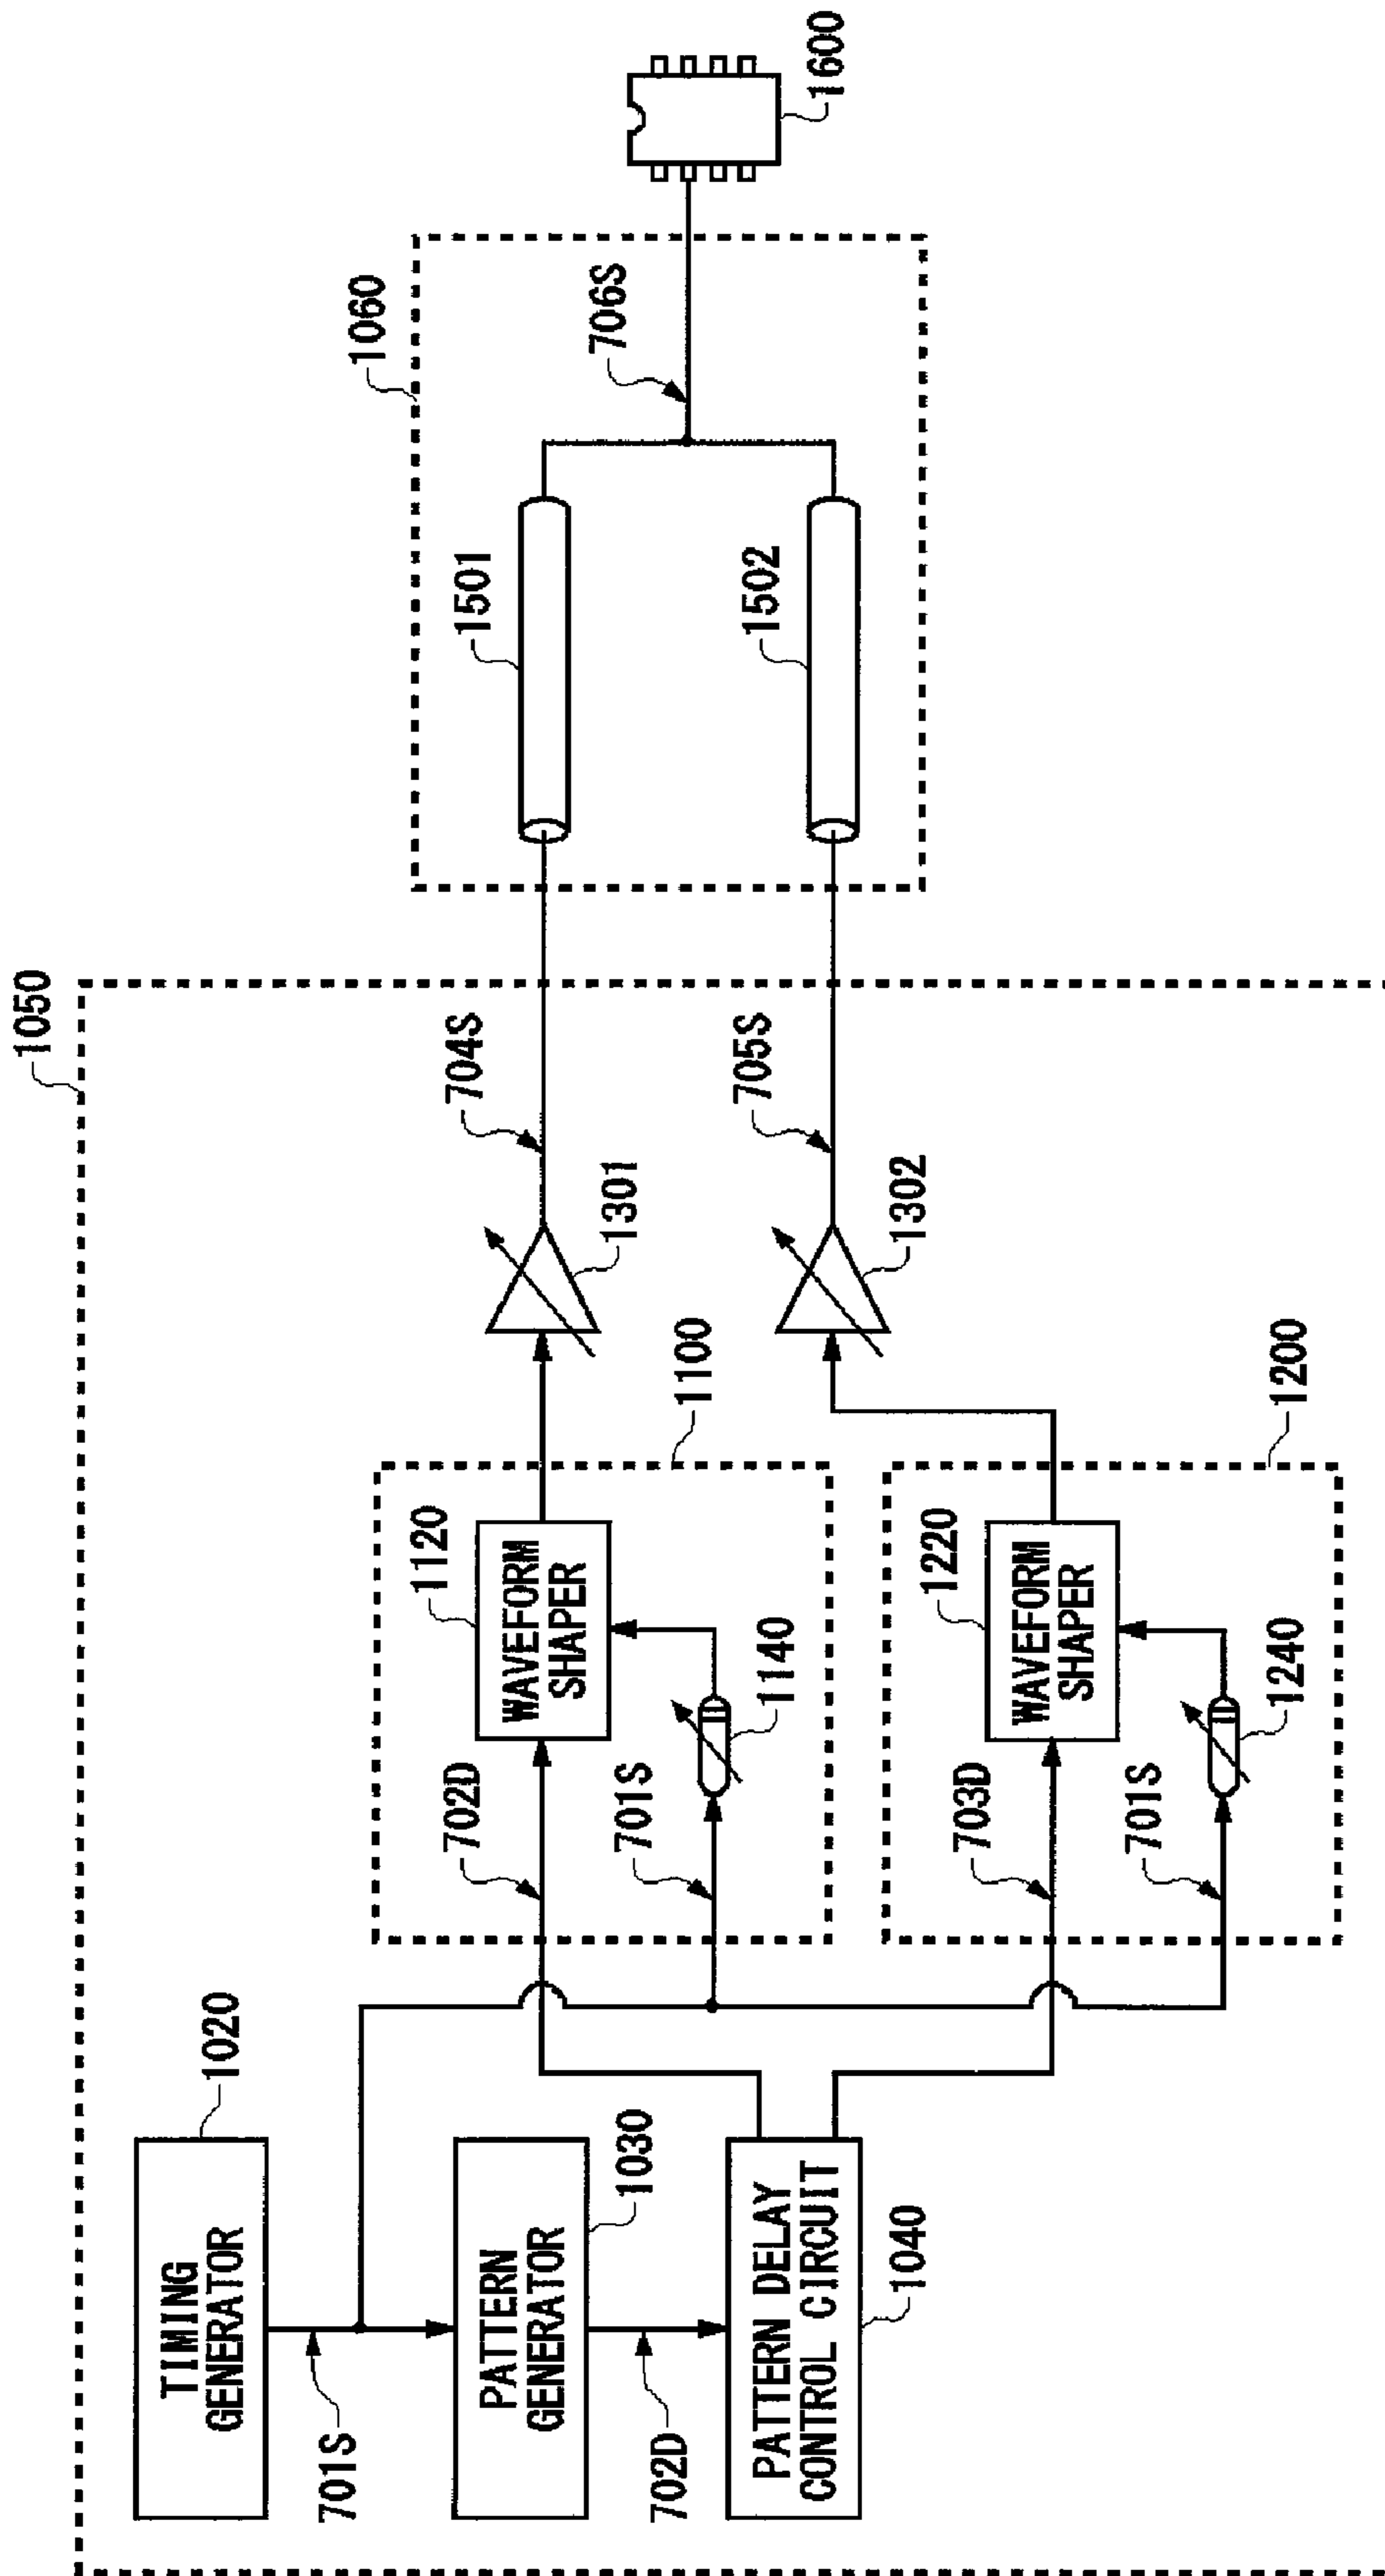 1050
1060
TIMING
GENERATOR
1020
701S
PATTERN
GENERATOR
1030
702D
PATTERN DELAY
CONTROL CIRCUIT
1040
702D
701S
WAVEFORM
SHAPER
1120
1140
1100
703D
701S
WAVEFORM
SHAPER
1220
1240
1200
1301
704S
1302
705S
1501
1502
706S
1600